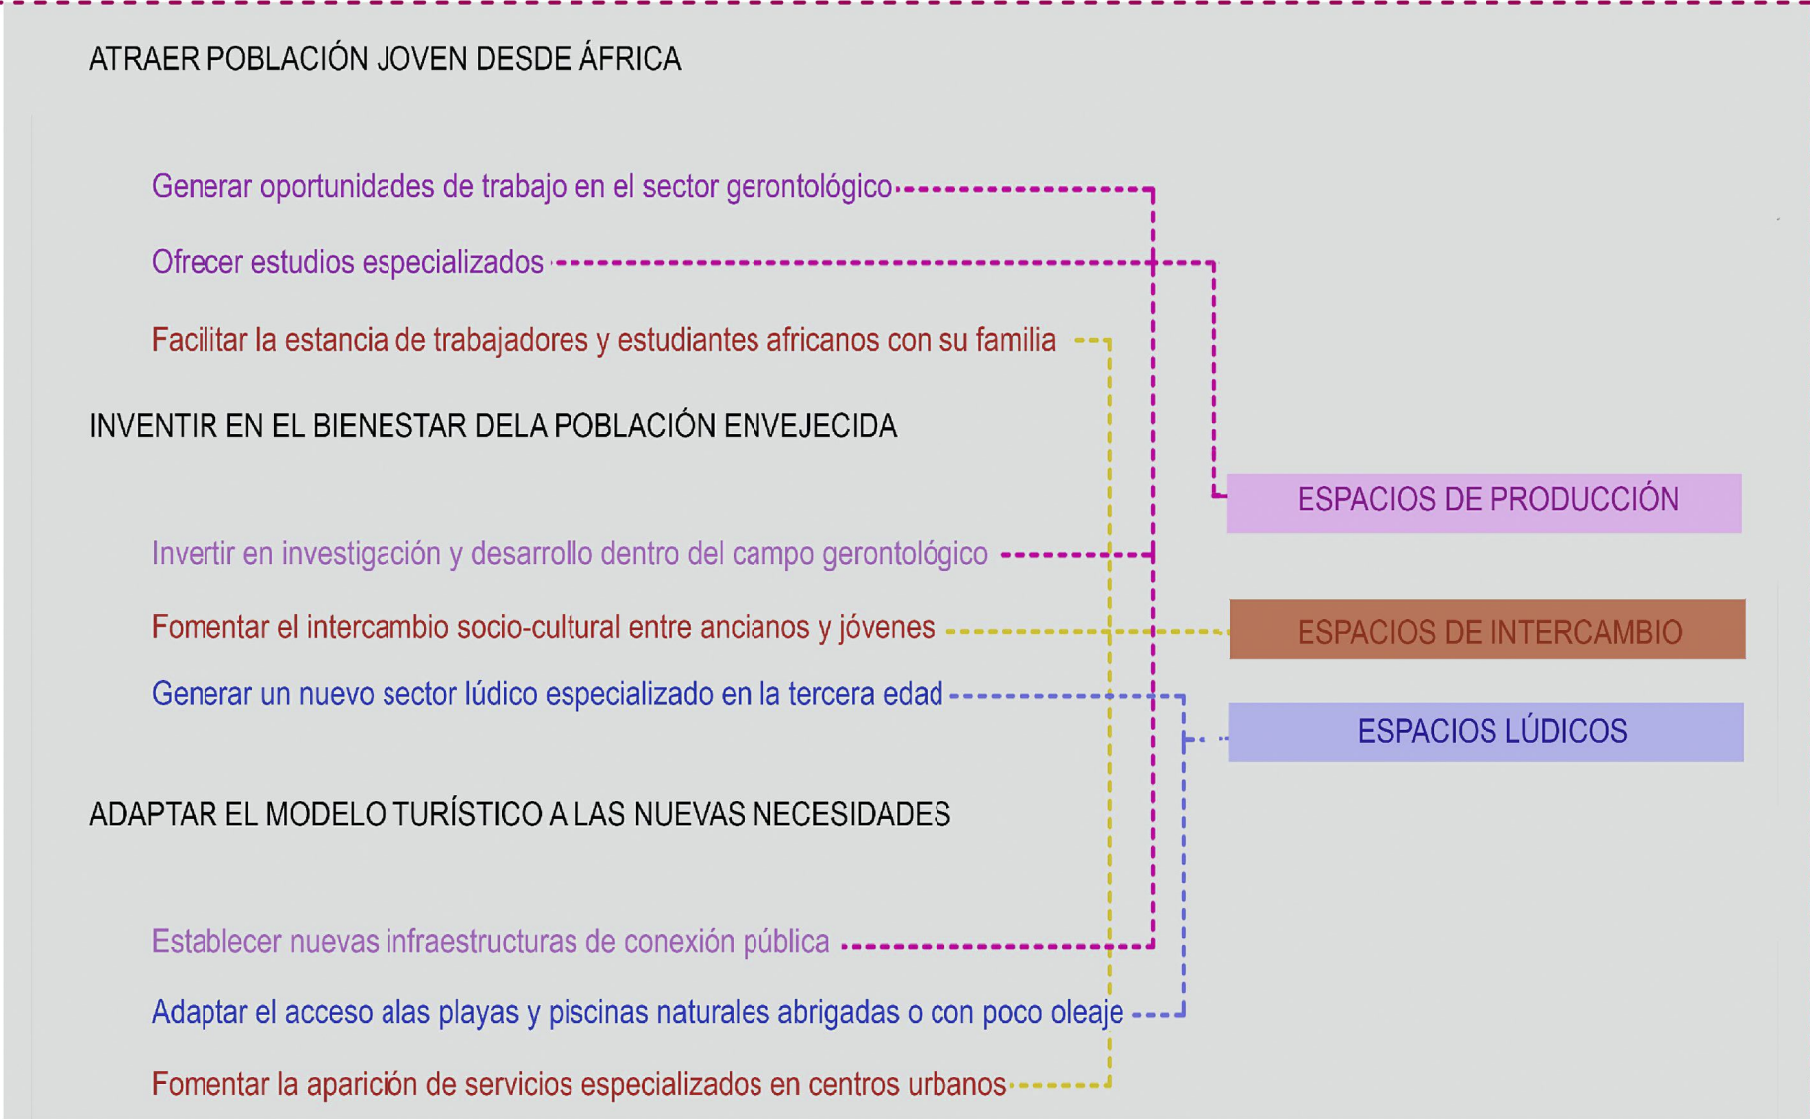 ATRAER POBLACIÓN JOVEN DESDE ÁFRICA
Generar oportunidades de trabajo en el sector gerontológico
Ofrecer estudios especializados
Facilitar la estancia de trabajadores y estudiantes africanos con su familia
INVENTIR EN EL BIENESTAR DELA POBLACIÓN ENVEJECIDA
ESPACIOS DE PRODUCCIÓN
Invertir en investigación y desarrollo dentro del campo gerontológico
Fomentar el intercambio socio-cultural entre ancianos y jóvenes
ESPACIOS DE INTERCAMBIO
Generar un nuevo sector lúdico especializado en la tercera edad
ESPACIOS LÚDICOS
ADAPTAR EL MODELO TURÍSTICO A LAS NUEVAS NECESIDADES
Establecer nuevas infraestructuras de conexión pública
Adaptar el acceso alas playas y piscinas naturales abrigadas o con poco oleaje
Fomentar la aparición de servicios especializados en centros urbanos